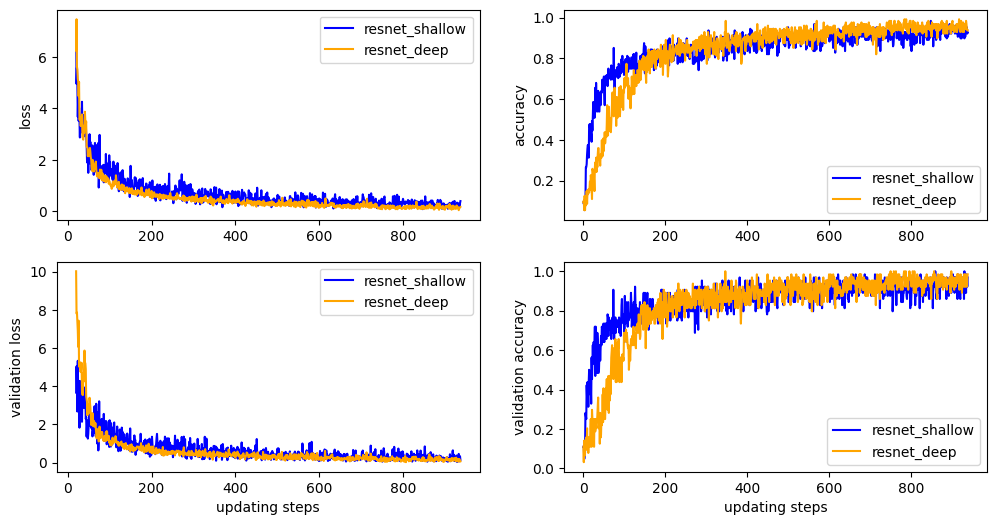 loss
6
4
2
0
0
200
400
600
800
resnet_shallow
resnet_deep
accuracy
1.0
0.8
0.6
0.4
0.2
0
200
400
600
800
resnet_shallow
resnet_deep
validation loss
10
8
6
4
2
0
0
200
400
600
800
updating steps
resnet_shallow
resnet_deep
validation accuracy
1.0
0.8
0.6
0.4
0.2
0.0
0
200
400
600
800
updating steps
resnet_shallow
resnet_deep